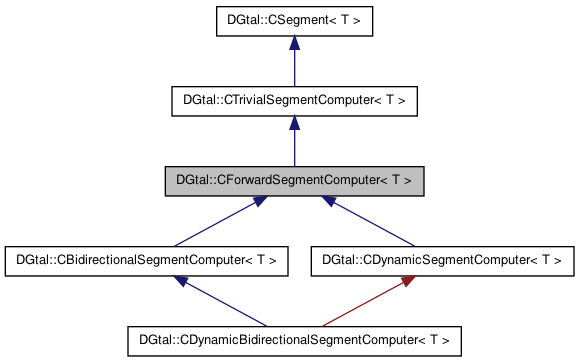 DGtal::CSegment< T >
DGtal::CTrivialSegmentComputer< T >
DGtal::CForwardSegmentComputer< T >
DGtal::CBidirectionalSegmentComputer< T >
DGtal::CDynamicSegmentComputer< T >
DGtal::CDynamicBidirectionalSegmentComputer< T >